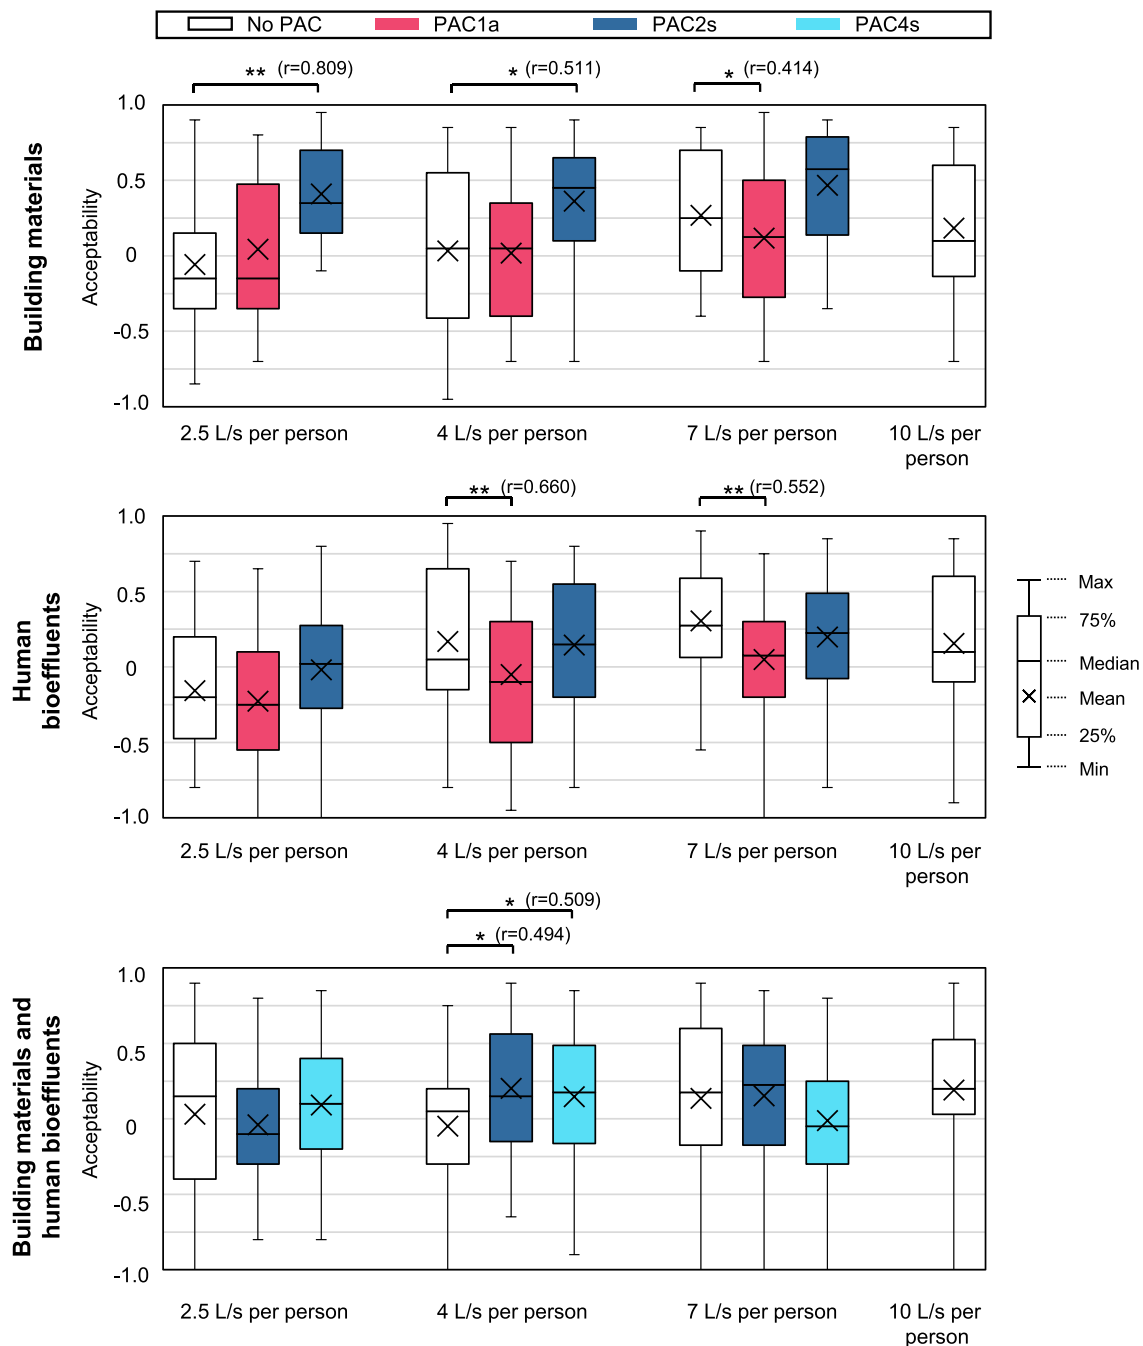 No PAC PAC1a PAC2s PAC4s
** (r=0.809) * (r=0.511) * (r=0.414)
Building materials
Acceptability
1.0
0.5
0
-0.5
-1.0
2.5 L/s per person 4 L/s per person 7 L/s per person 10 L/s per
person
** (r=0.660) ** (r=0.552)
Human
bioeffluents
Acceptability
1.0
0.5
0
-0.5
-1.0
2.5 L/s per person 4 L/s per person 7 L/s per person 10 L/s per
person
Max
75%
Median
Mean
25%
Min
* (r=0.509)
* (r=0.494)
Building materials and
human bioeffluents
Acceptability
1.0
0.5
0
-0.5
-1.0
2.5 L/s per person 4 L/s per person 7 L/s per person 10 L/s per
person